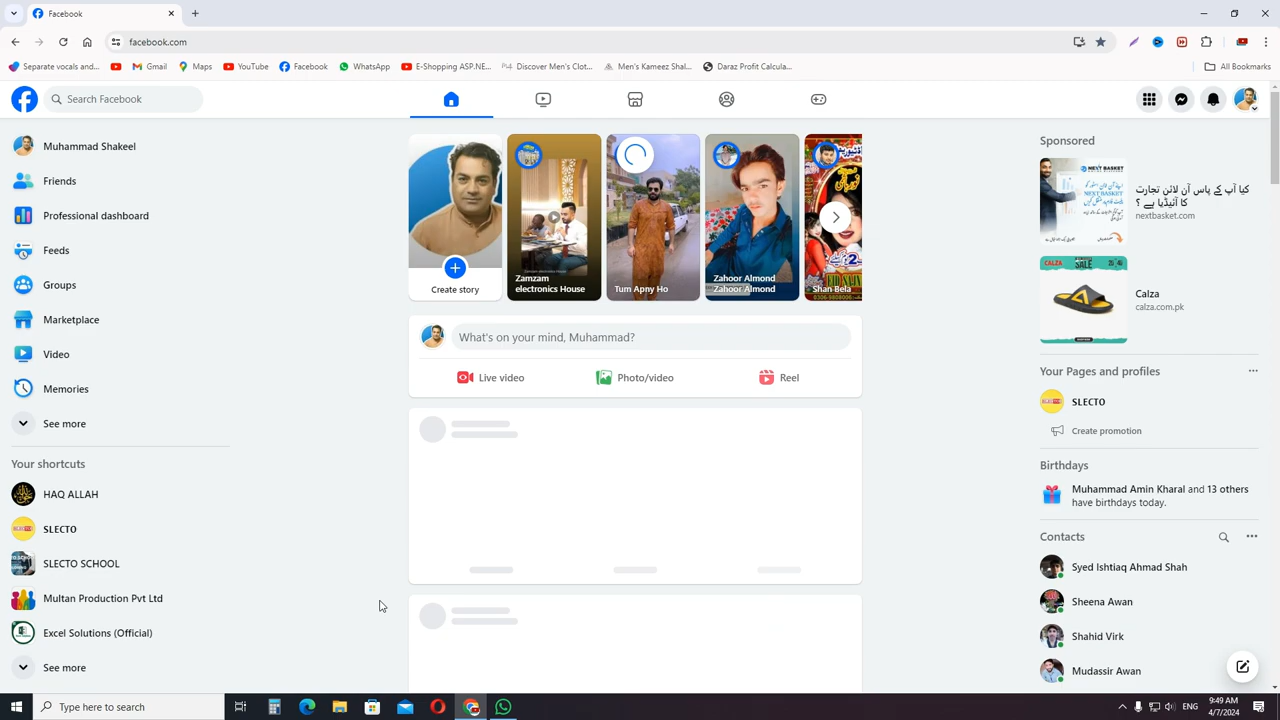 Facebook
facebook.com
Separate vocals and...
Gmail
Maps
YouTube
Facebook
WhatsApp
E-Shopping ASP.NE...
Discover Men's Clot...
Men's Kameez Shal...
Daraz Profit Calcula...
All Bookmarks
Search Facebook
Muhammad Shakeel
Friends
Professional dashboard
Feeds
Groups
Marketplace
Video
Memories
See more
Your shortcuts
HAQ ALLAH
SLECTO
SLECTO SCHOOL
Multan Production Pvt Ltd
Excel Solutions (Official)
See more
Create story
Zamzam
electronics House
Tum Apny Ho
Zahoor Almond
Zahoor Almond
Shan Bela
What's on your mind, Muhammad?
Live video
Photo/video
Reel
Sponsored
NEXT BASKET
کیا آپ کے پاس آن لائن تجارت
کا آئیڈیا ہے ؟
nextbasket.com
CALZA
SALE
Calza
calza.com.pk
Your Pages and profiles
SLECTO
Create promotion
Birthdays
Muhammad Amin Kharal and 13 others
have birthdays today.
Contacts
Syed Ishtiaq Ahmad Shah
Sheena Awan
Shahid Virk
Mudassir Awan
Type here to search
ENG
9:49 AM
4/7/2024